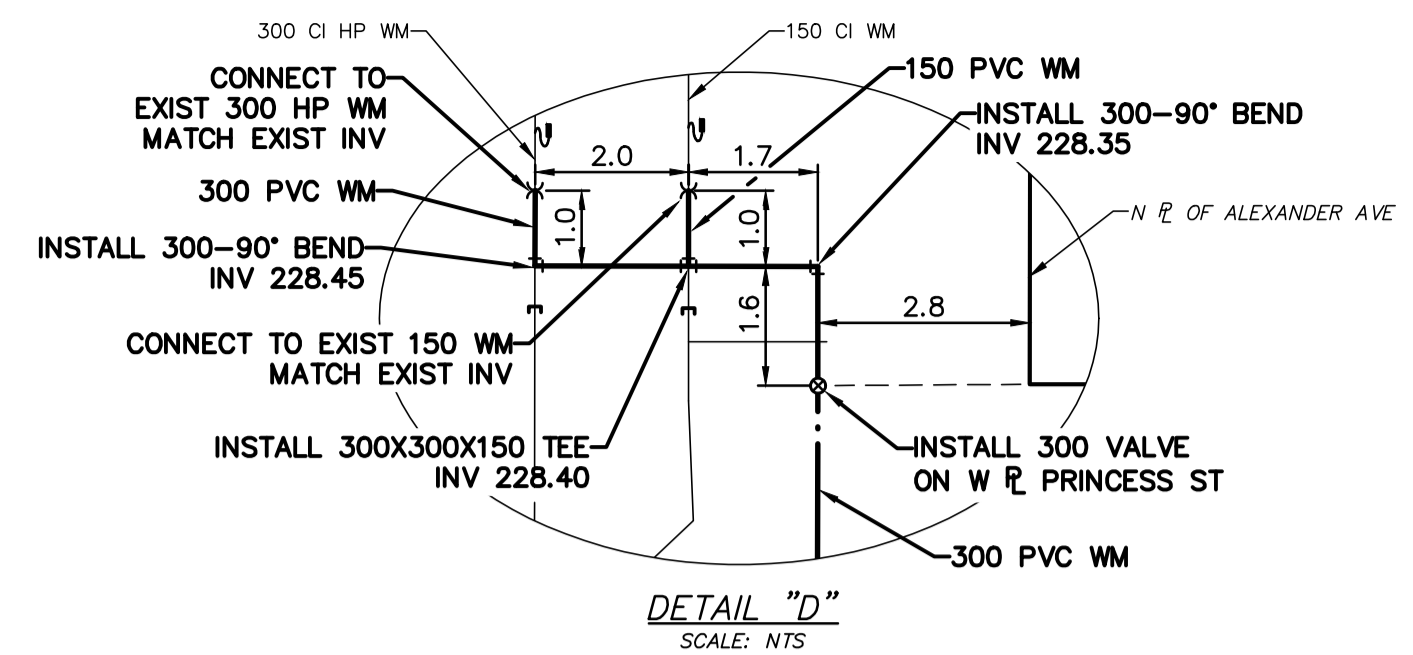 300 CI HP WM
150 CI WM
CONNECT TO
EXIST 300 HP WM
MATCH EXIST INV
150 PVC WM
INSTALL 300-90° BEND
INV 228.35
2.0
1.7
300 PVC WM
1.0
1.0
N ⅊ OF ALEXANDER AVE
INSTALL 300-90° BEND
INV 228.45
1.6
2.8
CONNECT TO EXIST 150 WM
MATCH EXIST INV
INSTALL 300X300X150 TEE
INV 228.40
INSTALL 300 VALVE
ON W ⅊ PRINCESS ST
300 PVC WM
DETAIL "D"
SCALE: NTS